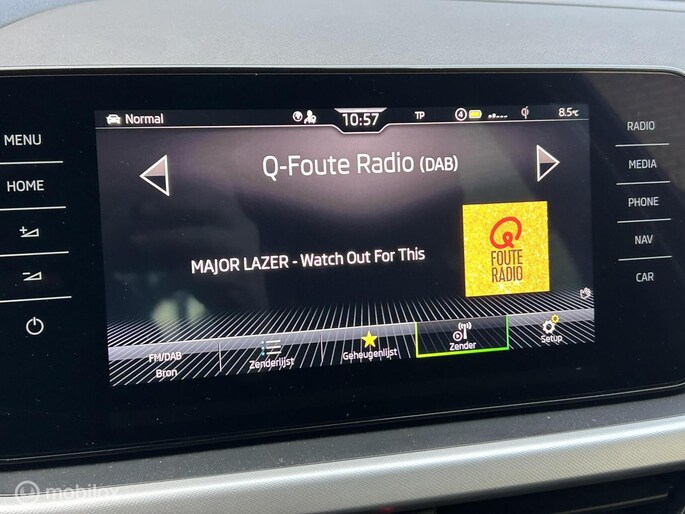 MENU
HOME
Normal
10:57
TP
4
8.5°C
Q-Foute Radio (DAB)
MAJOR LAZER - Watch Out For This
Q
FOUTE
RADIO
FM/DAB
Bron
Zenderlijst
Geheugenlijst
Zender
Setup
RADIO
MEDIA
PHONE
NAV
CAR
© mobilox